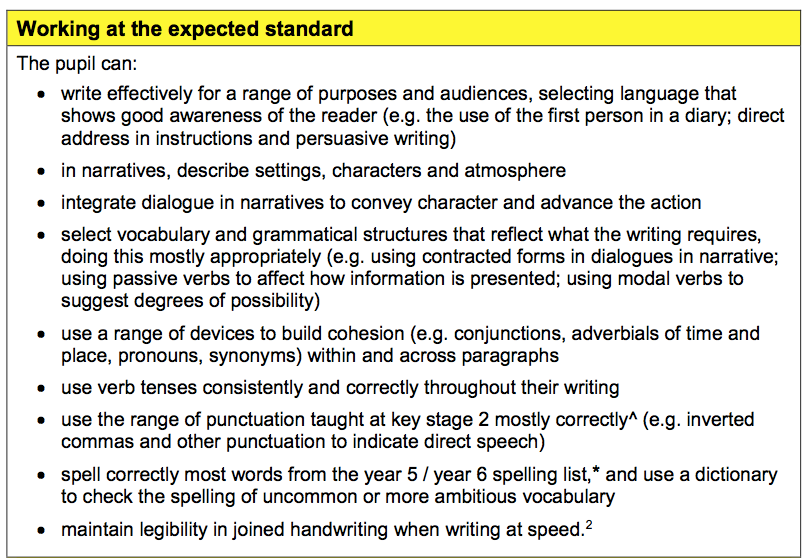 Working at the expected standard
The pupil can:
• write effectively for a range of purposes and audiences, selecting language that
shows good awareness of the reader (e.g. the use of the first person in a diary; direct
address in instructions and persuasive writing)
• in narratives, describe settings, characters and atmosphere
• integrate dialogue in narratives to convey character and advance the action
• select vocabulary and grammatical structures that reflect what the writing requires,
doing this mostly appropriately (e.g. using contracted forms in dialogues in narrative;
using passive verbs to affect how information is presented; using modal verbs to
suggest degrees of possibility)
• use a range of devices to build cohesion (e.g. conjunctions, adverbials of time and
place, pronouns, synonyms) within and across paragraphs
• use verb tenses consistently and correctly throughout their writing
• use the range of punctuation taught at key stage 2 mostly correctly^ (e.g. inverted
commas and other punctuation to indicate direct speech)
• spell correctly most words from the year 5 / year 6 spelling list,* and use a dictionary
to check the spelling of uncommon or more ambitious vocabulary
• maintain legibility in joined handwriting when writing at speed.²